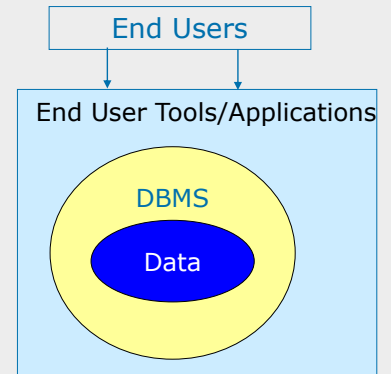 End Users
End User Tools/Applications
DBMS
Data